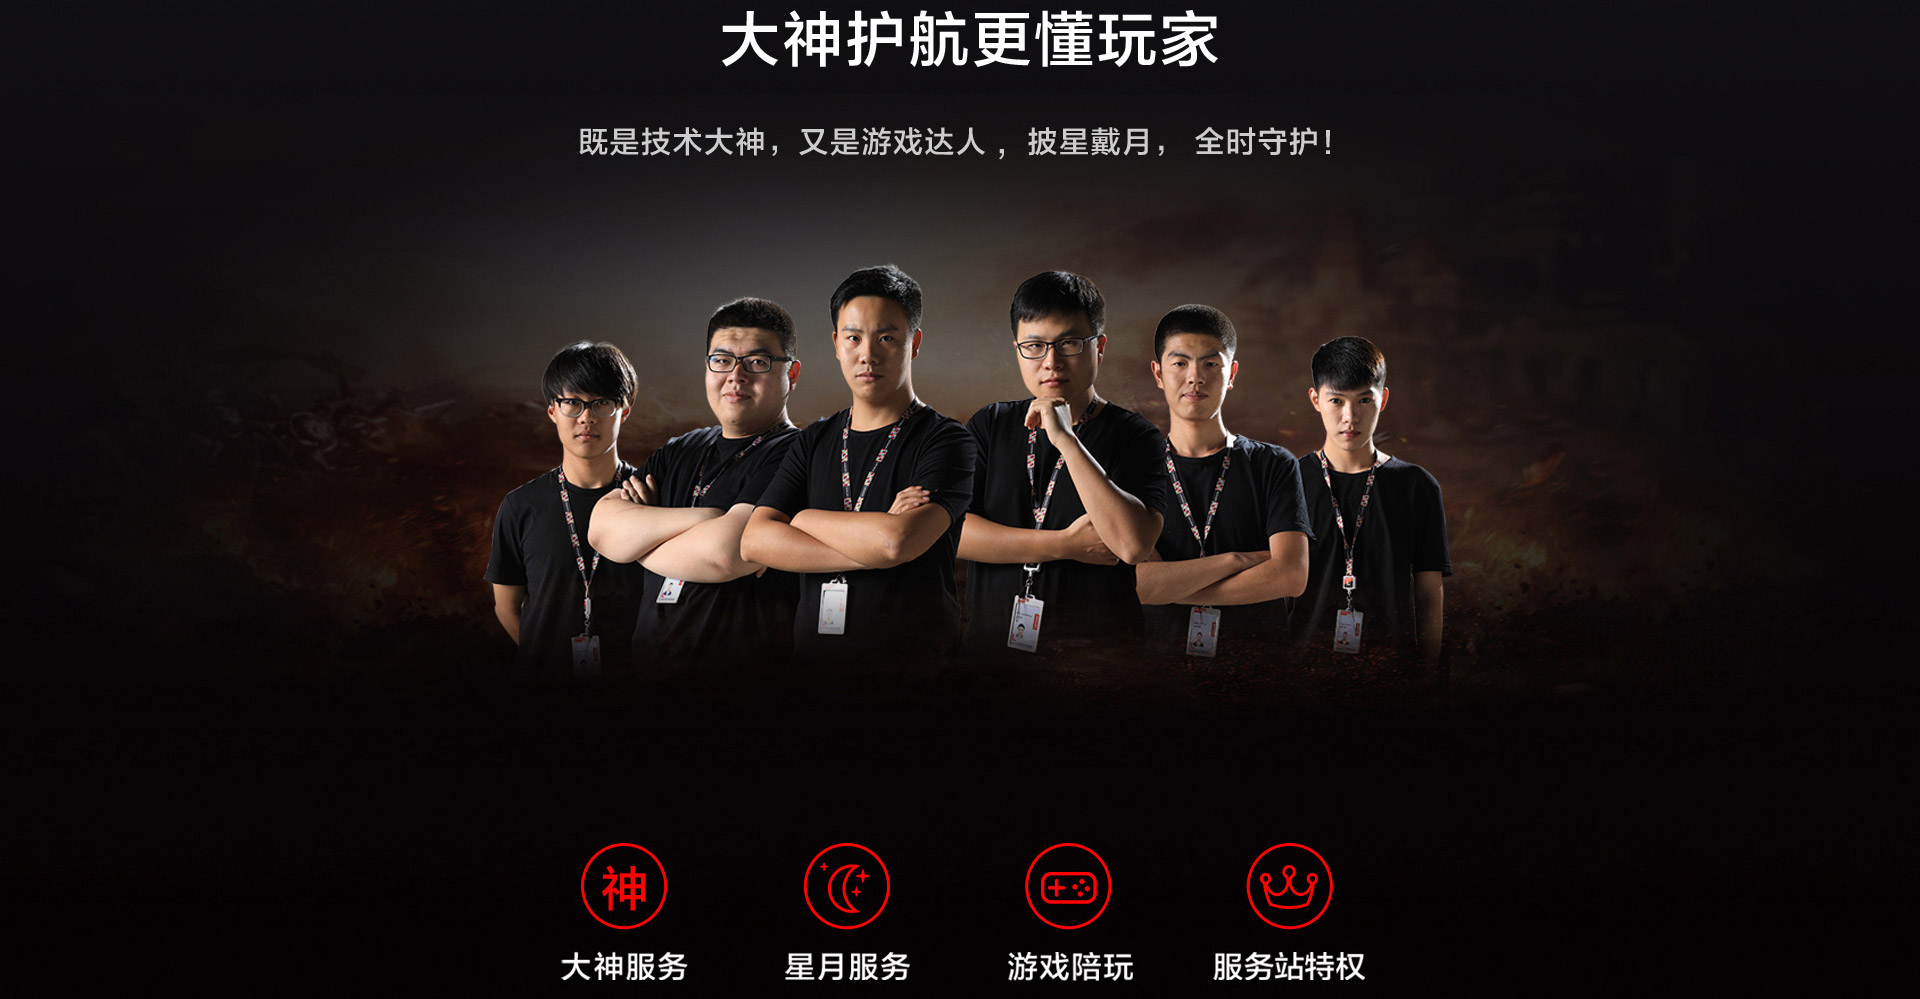 大神护航更懂玩家
既是技术大神，又是游戏达人，披星戴月， 全时守护！
神
大神服务
星月服务
游戏陪玩
服务站特权